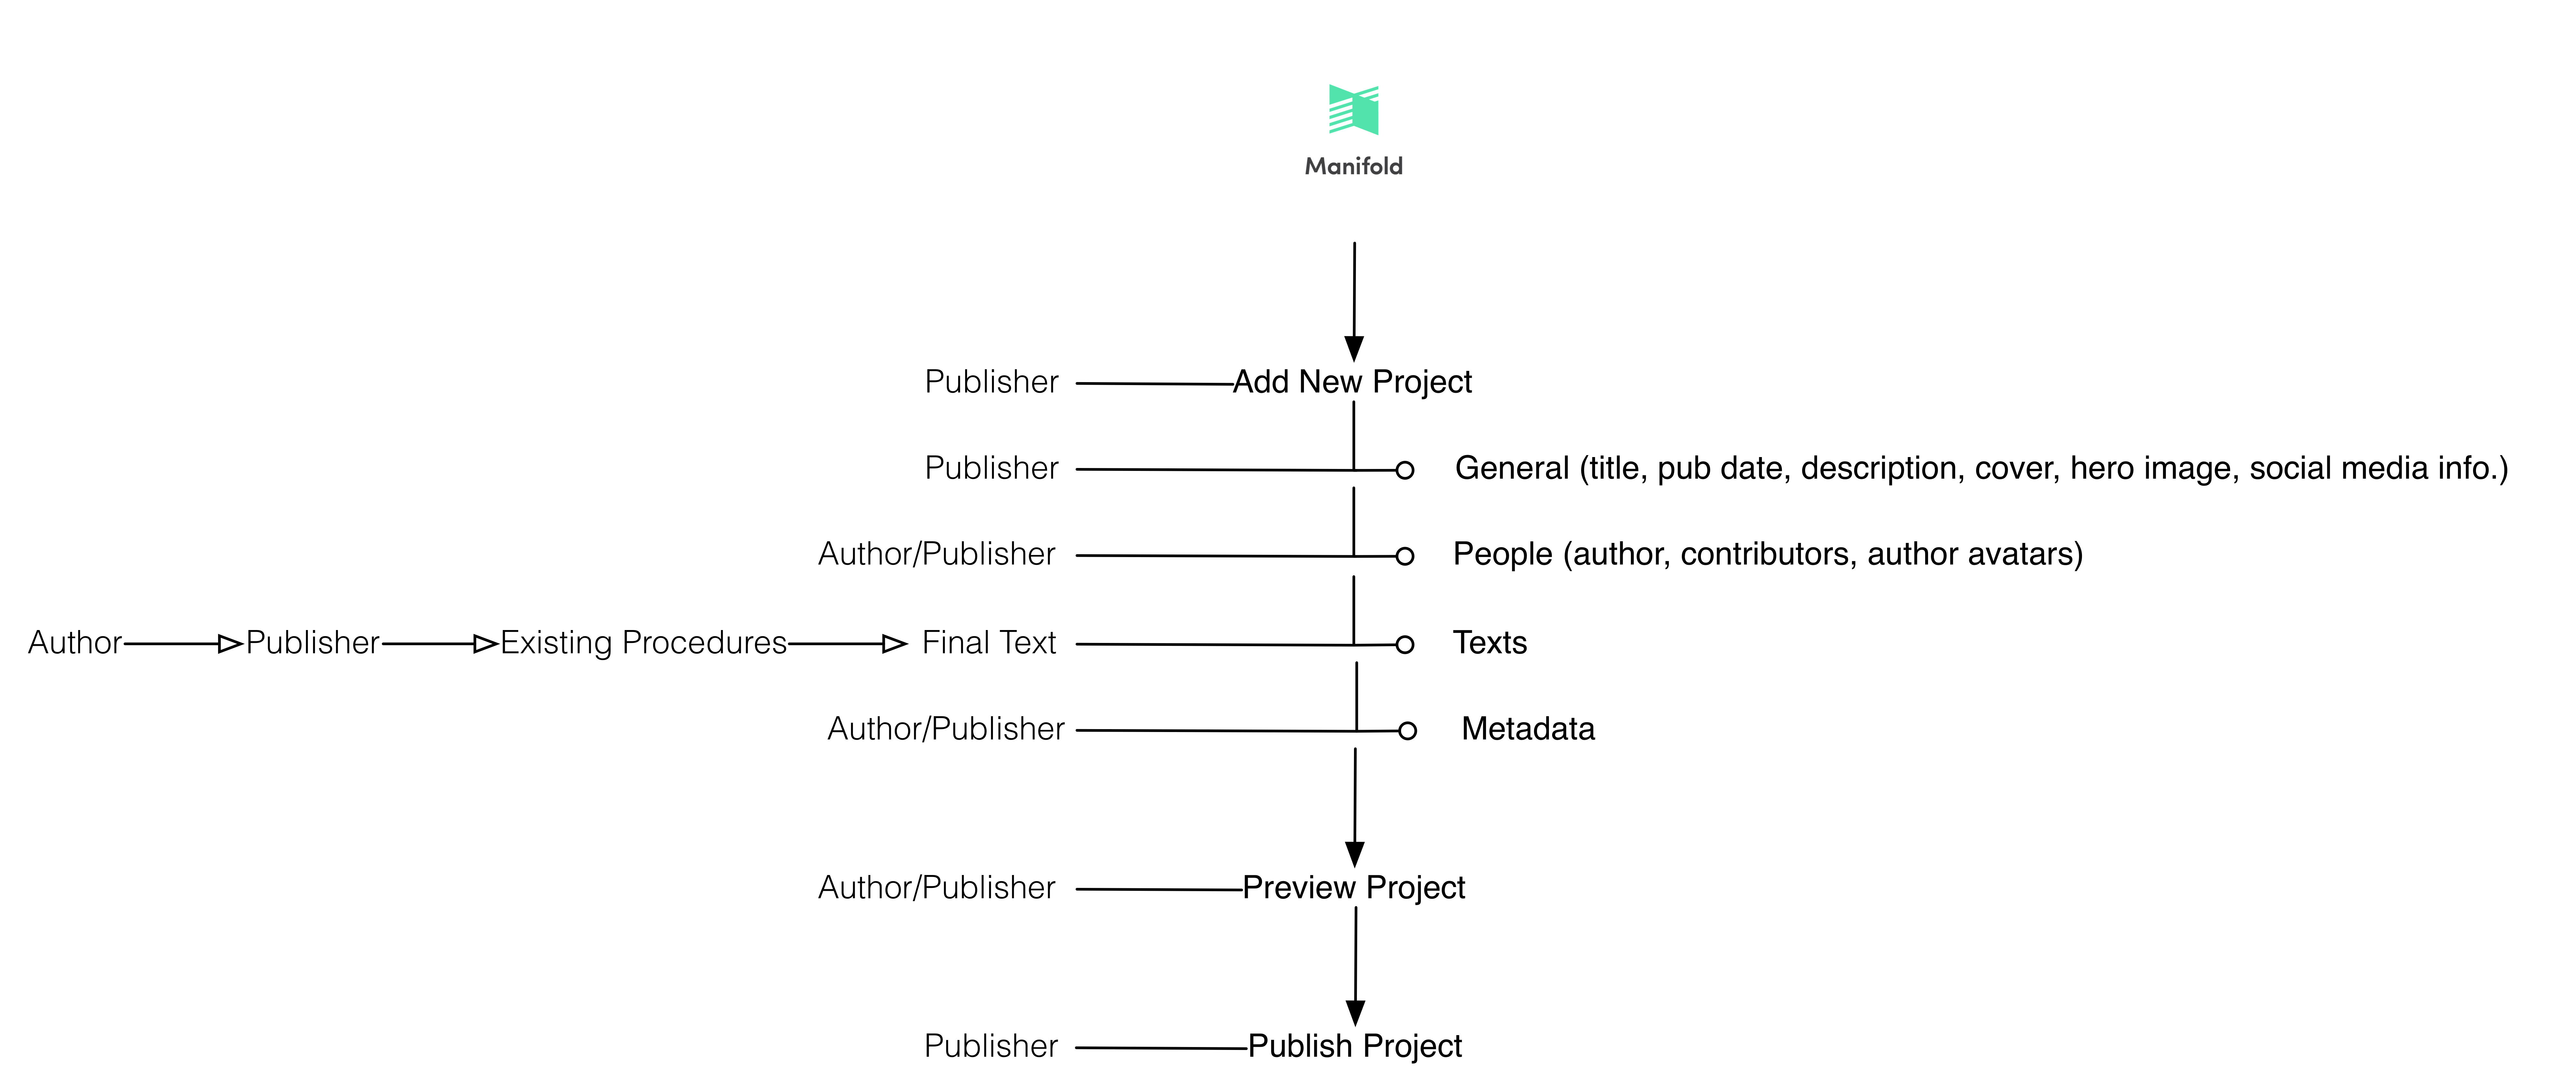 Manifold
Publisher Add New Project
Publisher General (title, pub date, description, cover, hero image, social media info.)
Author/Publisher People (author, contributors, author avatars)
Author Publisher Existing Procedures Final Text Texts
Author/Publisher Metadata
Author/Publisher Preview Project
Publisher Publish Project